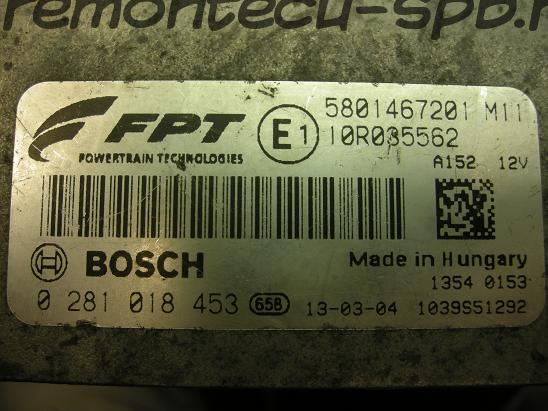 remontecu-spb.r
FPT
POWERTRAIN TECHNOLOGIES
E1
5801467201 M11
10R035562
A152 12V
BOSCH
Made in Hungary
1354 0153
0 281 018 453 65B 13-03-04 1039S51292